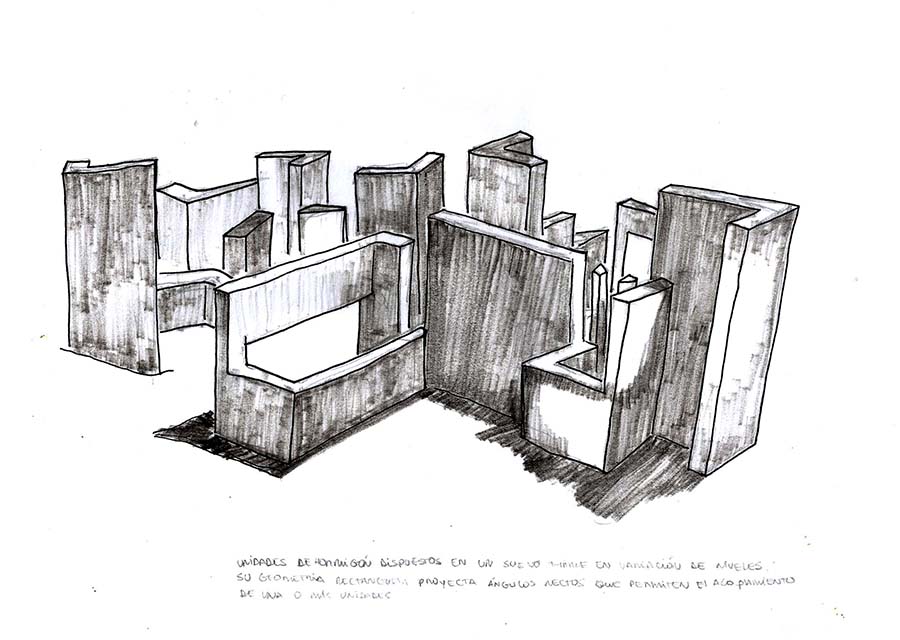 UNIDADES DE HORMIGÓN DISPUESTOS EN UN SUELO FIRME EN VARIACIÓN DE NIVELES.
SU GEOMETRÍA RECTANGULAR PROYECTA ÁNGULOS RECTOS QUE PERMITEN EL ACOPLAMIENTO
DE UNA O MÁS UNIDADES